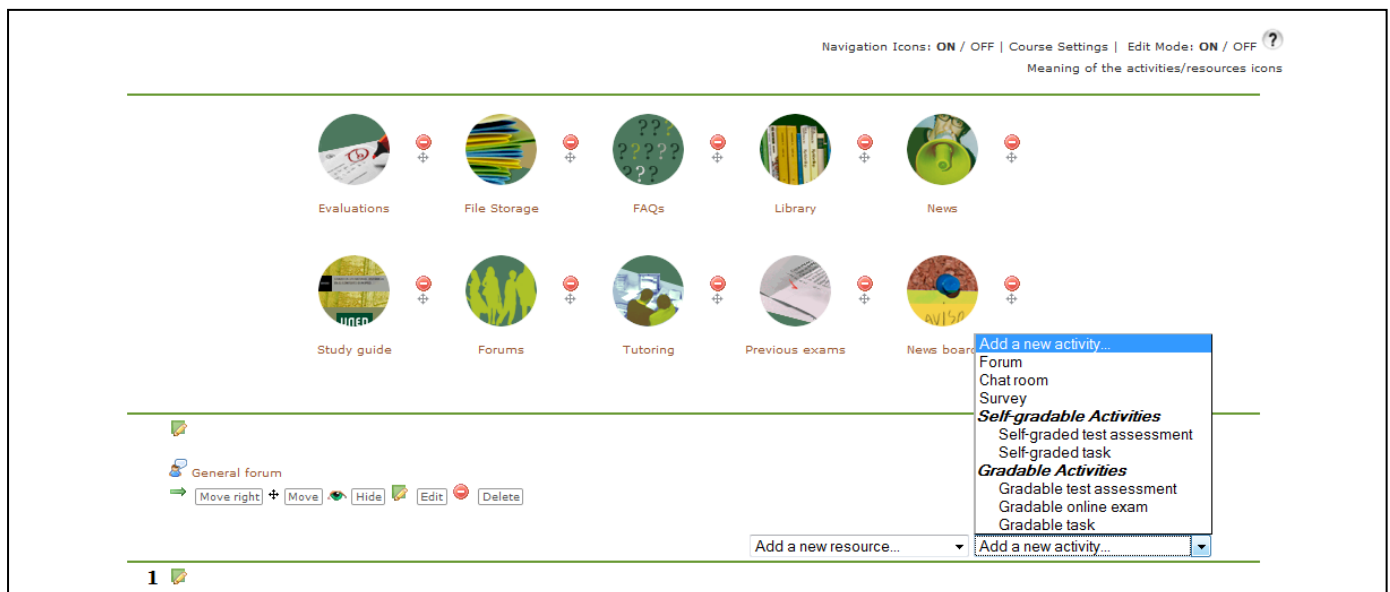 Navigation Icons: ON / OFF | Course Settings | Edit Mode: ON / OFF ?
Meaning of the activities/resources icons
Evaluations File Storage FAQs Library News
UNED
AVISO
Study guide Forums Tutoring Previous exams News board
Add a new activity...
Forum
Chat room
Survey
Self-gradable Activities
Self-graded test assessment
Self-graded task
Gradable Activities
Gradable test assessment
Gradable online exam
Gradable task
General forum
Move right Move Hide Edit Delete
Add a new resource... Add a new activity...
1